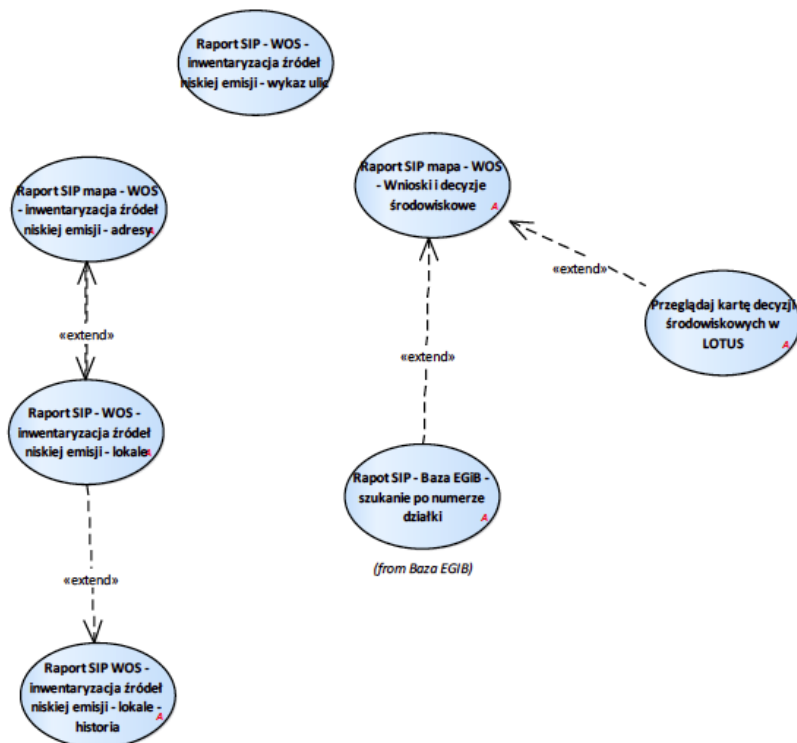 Raport SIP - WOS -
inwentaryzacja źródeł
niskiej emisji - wykaz ulic
Raport SIP mapa - WOS
- inwentaryzacja źródeł
niskiej emisji - adresy
A
«extend»
Raport SIP - WOS -
inwentaryzacja źródeł
niskiej emisji - lokale
A
«extend»
Raport SIP WOS -
inwentaryzacja źródeł
niskiej emisji - lokale -
historia
A
Raport SIP mapa - WOS
- Wnioski i decyzje
środowiskowe
A
«extend»
Przeglądaj kartę decyzji
środowiskowych w
LOTUS
A
«extend»
Rapot SIP - Baza EGiB -
szukanie po numerze
działki
A
(from Baza EGIB)